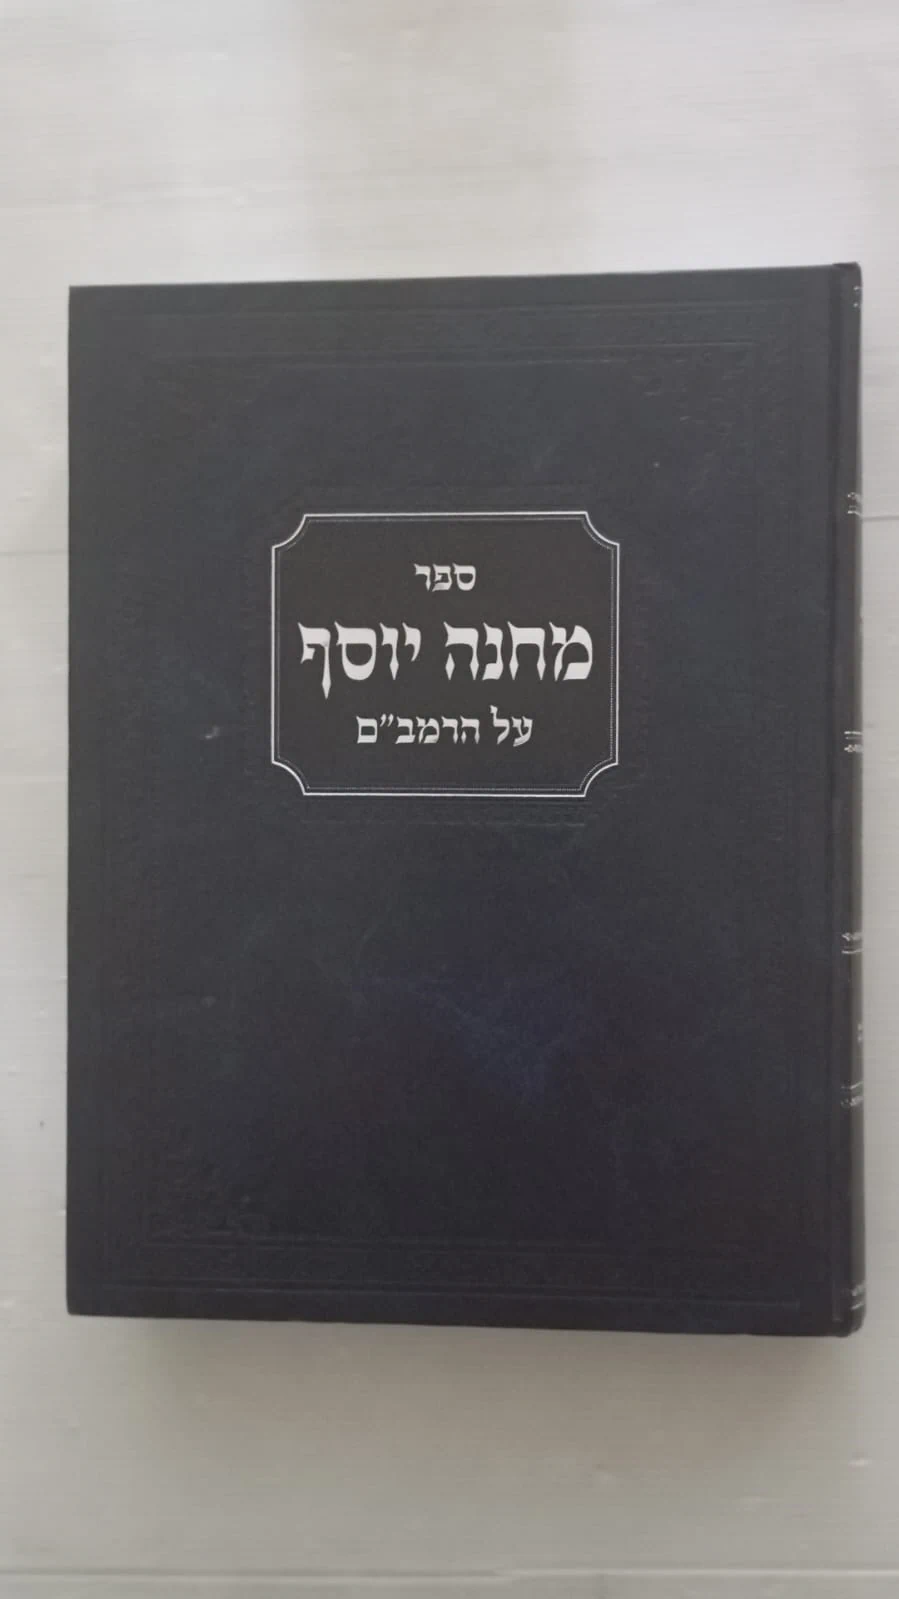 ספר
מחנה יוסף
על הרמב"ם